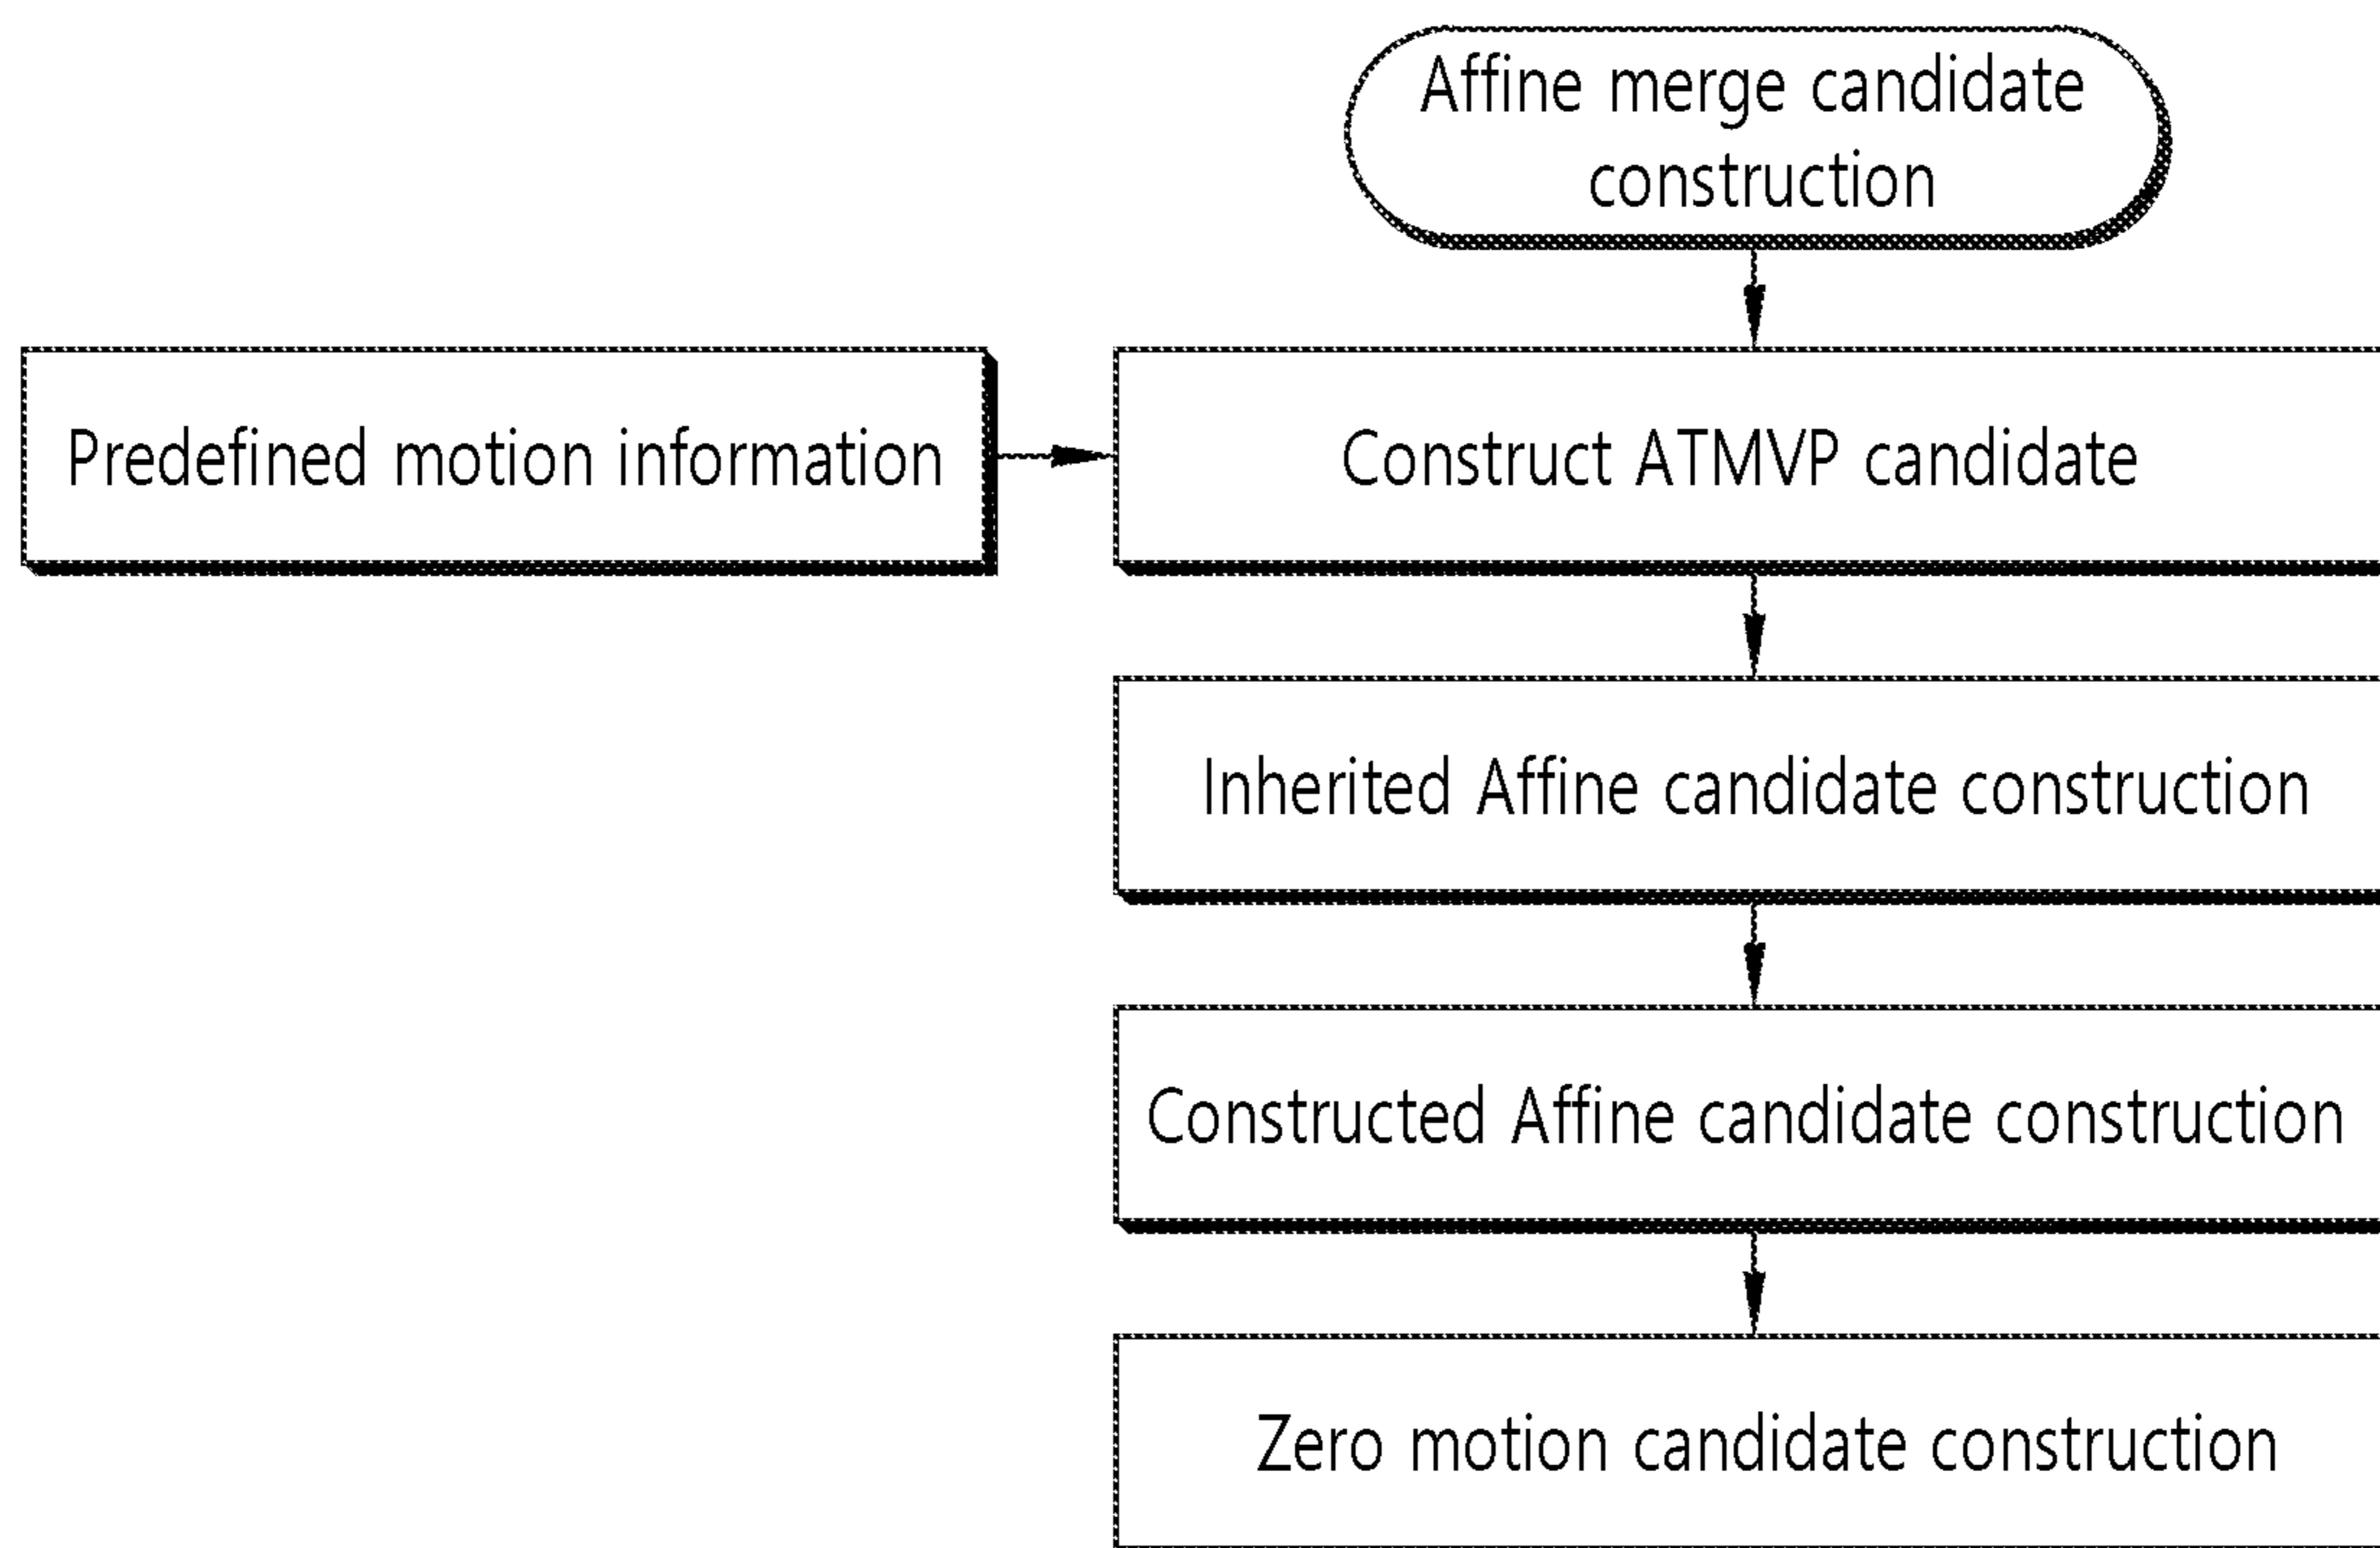 Affine merge candidate
construction
Predefined motion information
Construct ATMVP candidate
Inherited Affine candidate construction
Constructed Affine candidate construction
Zero motion candidate construction